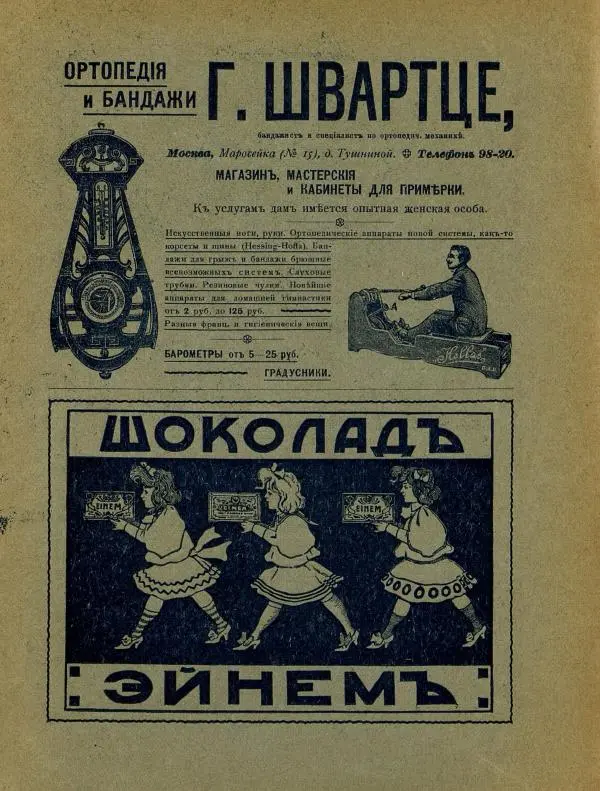 ОРТОПЕДІЯ
и БАНДАЖИ
Г. ШВАРТЦЕ,
бандажистъ и спеціалистъ по ортопедич. механикѣ.
Москва, Маросейка (№ 15), д. Тушниной. Телефонъ 98-20.
МАГАЗИНЪ, МАСТЕРСКІЯ
и КАБИНЕТЫ ДЛЯ ПРИМѢРКИ.
Къ услугамъ дамъ имѣется опытная женская особа.
Искусственныя ноги, руки. Ортопедическіе аппараты новой системы, какъ-то
корсеты и шины (Hessing-Hoffa). Бан-
дажи для грыжъ и бандажи брюшные
всевозможныхъ системъ. Слуховые
трубки. Резиновые чулки. Новѣйшіе
аппараты для домашней гимнастики
отъ 2 руб. до 125 руб.
Разныя франц. и гигіеническія вещи.
БАРОМЕТРЫ отъ 5—25 руб.
ГРАДУСНИКИ.
A
Hellas
D.R.P.
ШОКОЛАДЪ
EINEM
EINEM
EINEM
ЭЙНЕМЪ